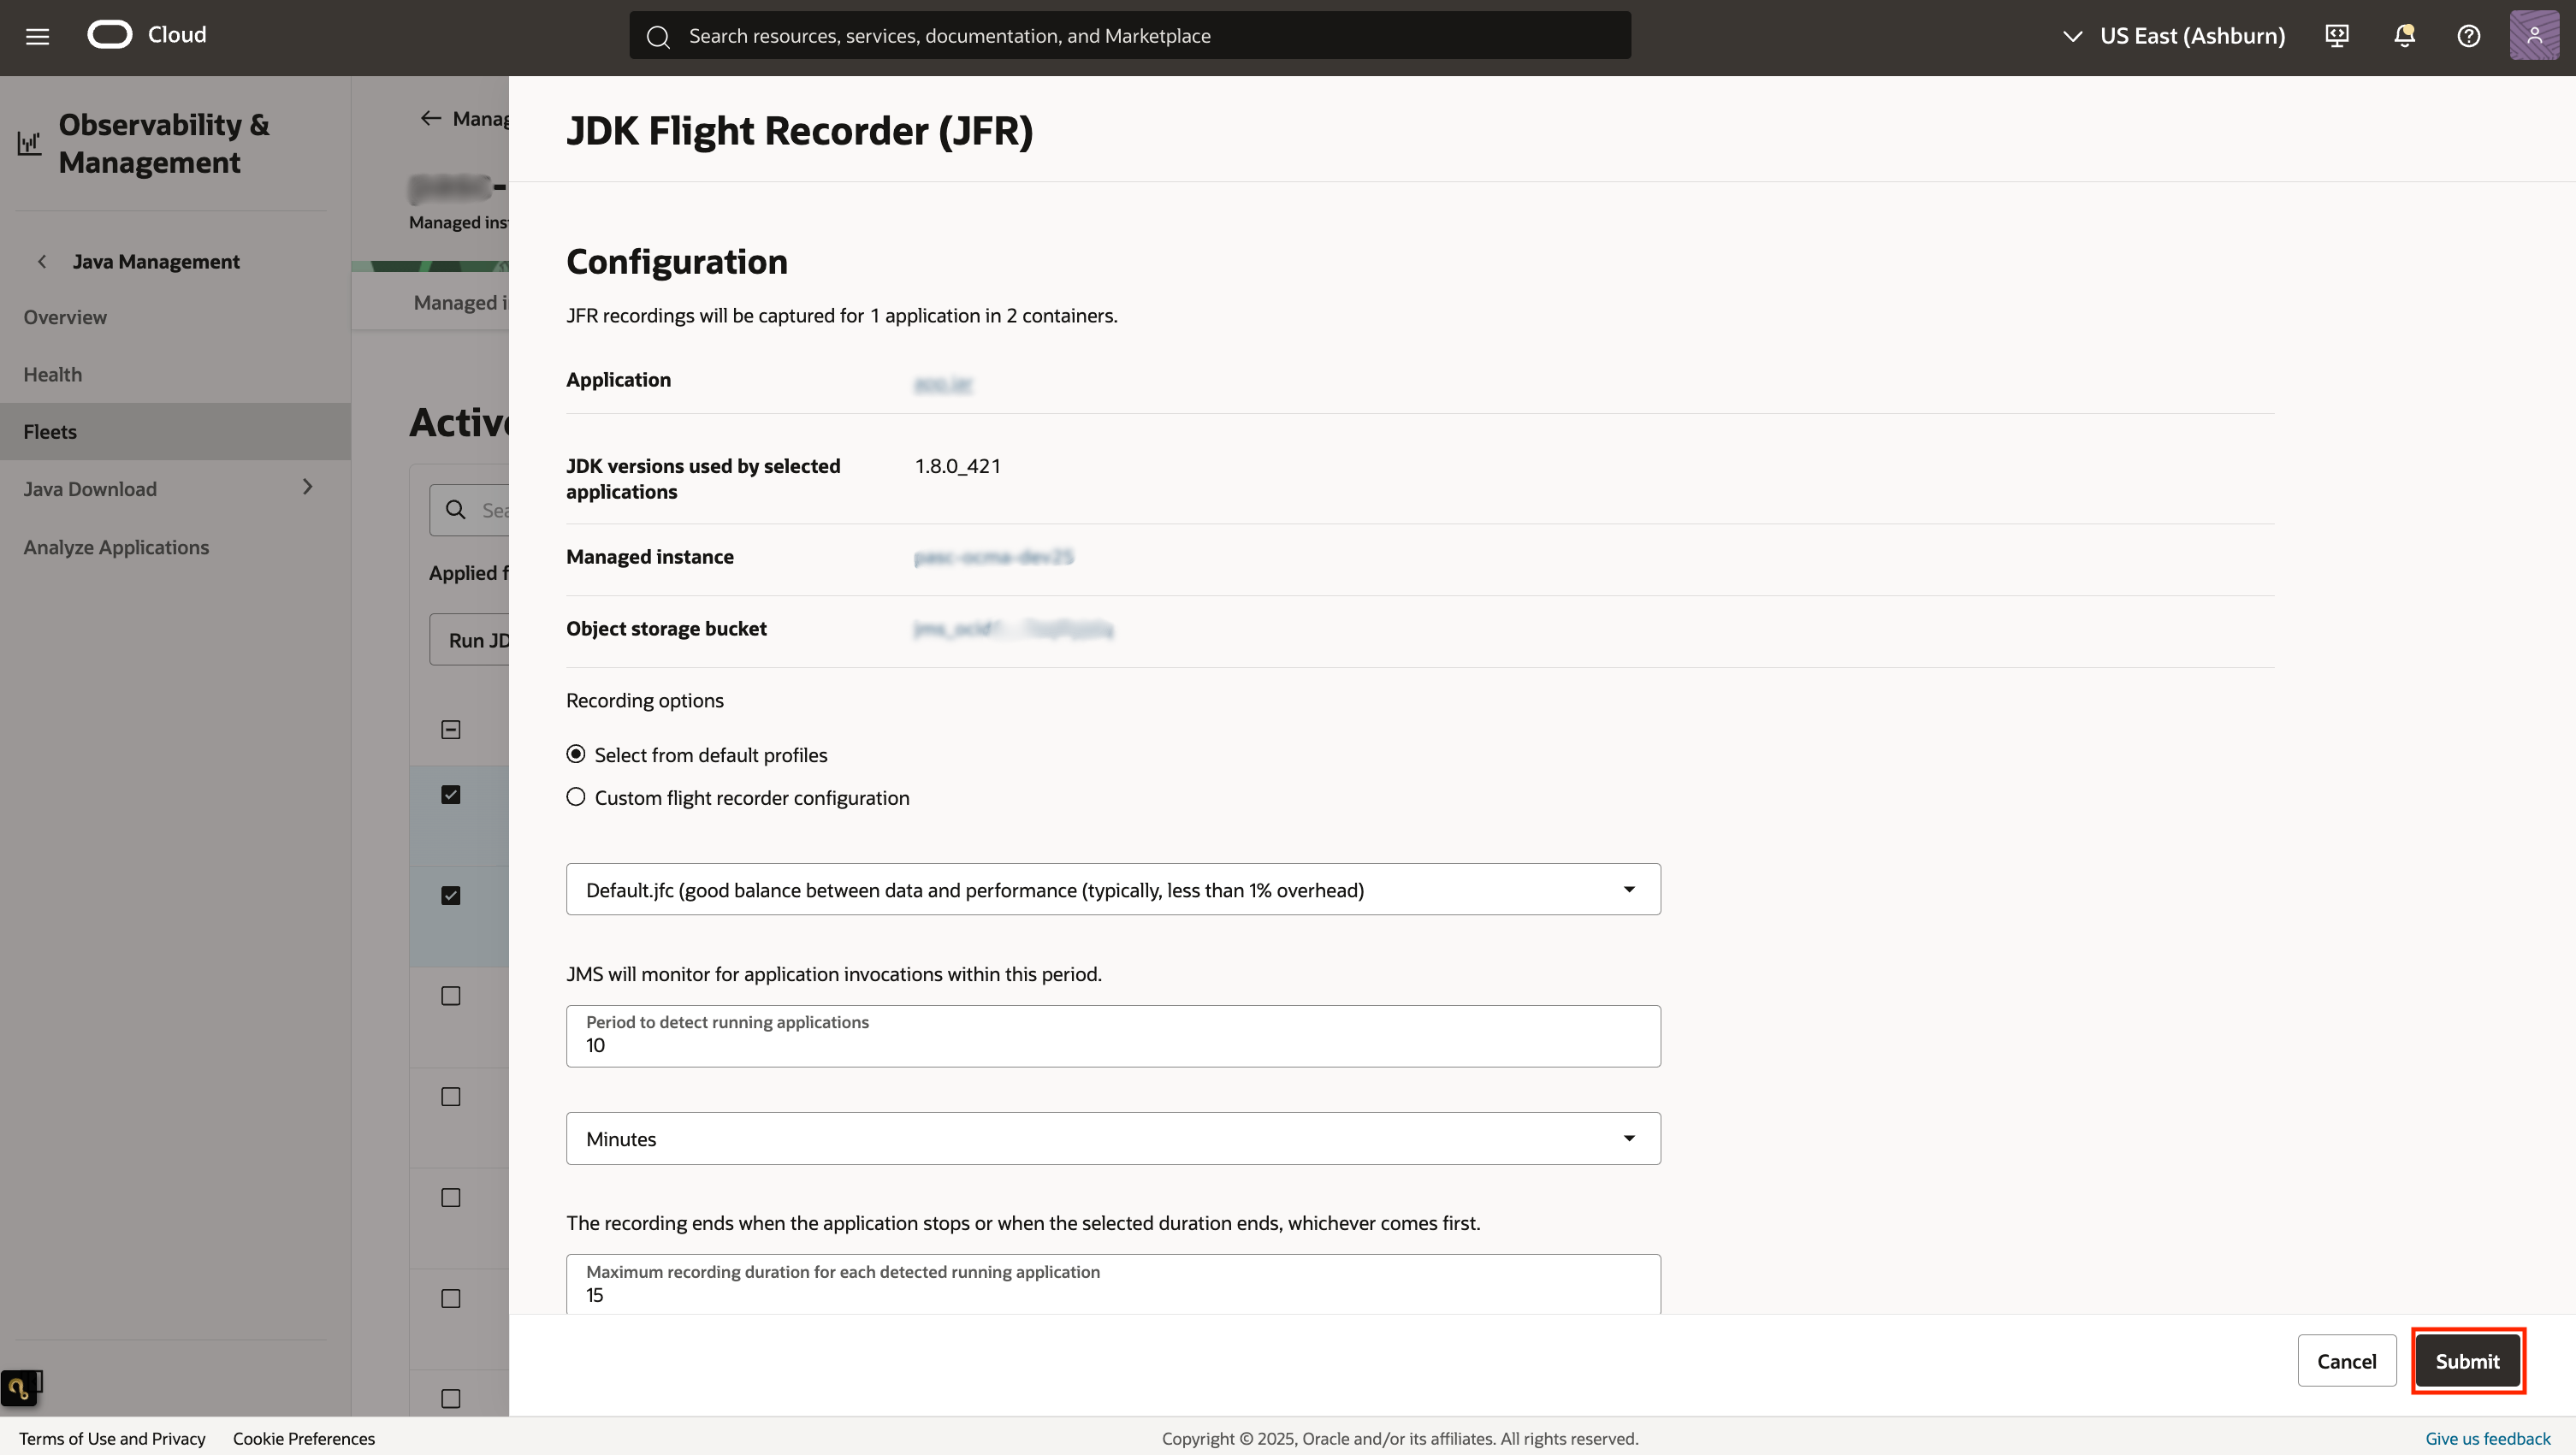 Cloud
Search resources, services, documentation, and Marketplace
US East (Ashburn)
Observability &
Management
Java Management
Overview
Health
Fleets
Java Download
Analyze Applications
Manag
Managed ins
Managed i
Active
Sea
Applied f
Run JD
JDK Flight Recorder (JFR)
Configuration
JFR recordings will be captured for 1 application in 2 containers.
Application
JDK versions used by selected
applications
1.8.0_421
Managed instance
Object storage bucket
Recording options
Select from default profiles
Custom flight recorder configuration
Default.jfc (good balance between data and performance (typically, less than 1% overhead)
JMS will monitor for application invocations within this period.
Period to detect running applications
10
Minutes
The recording ends when the application stops or when the selected duration ends, whichever comes first.
Maximum recording duration for each detected running application
15
Cancel
Submit
Terms of Use and Privacy
Cookie Preferences
Copyright © 2025, Oracle and/or its affiliates. All rights reserved.
Give us feedback